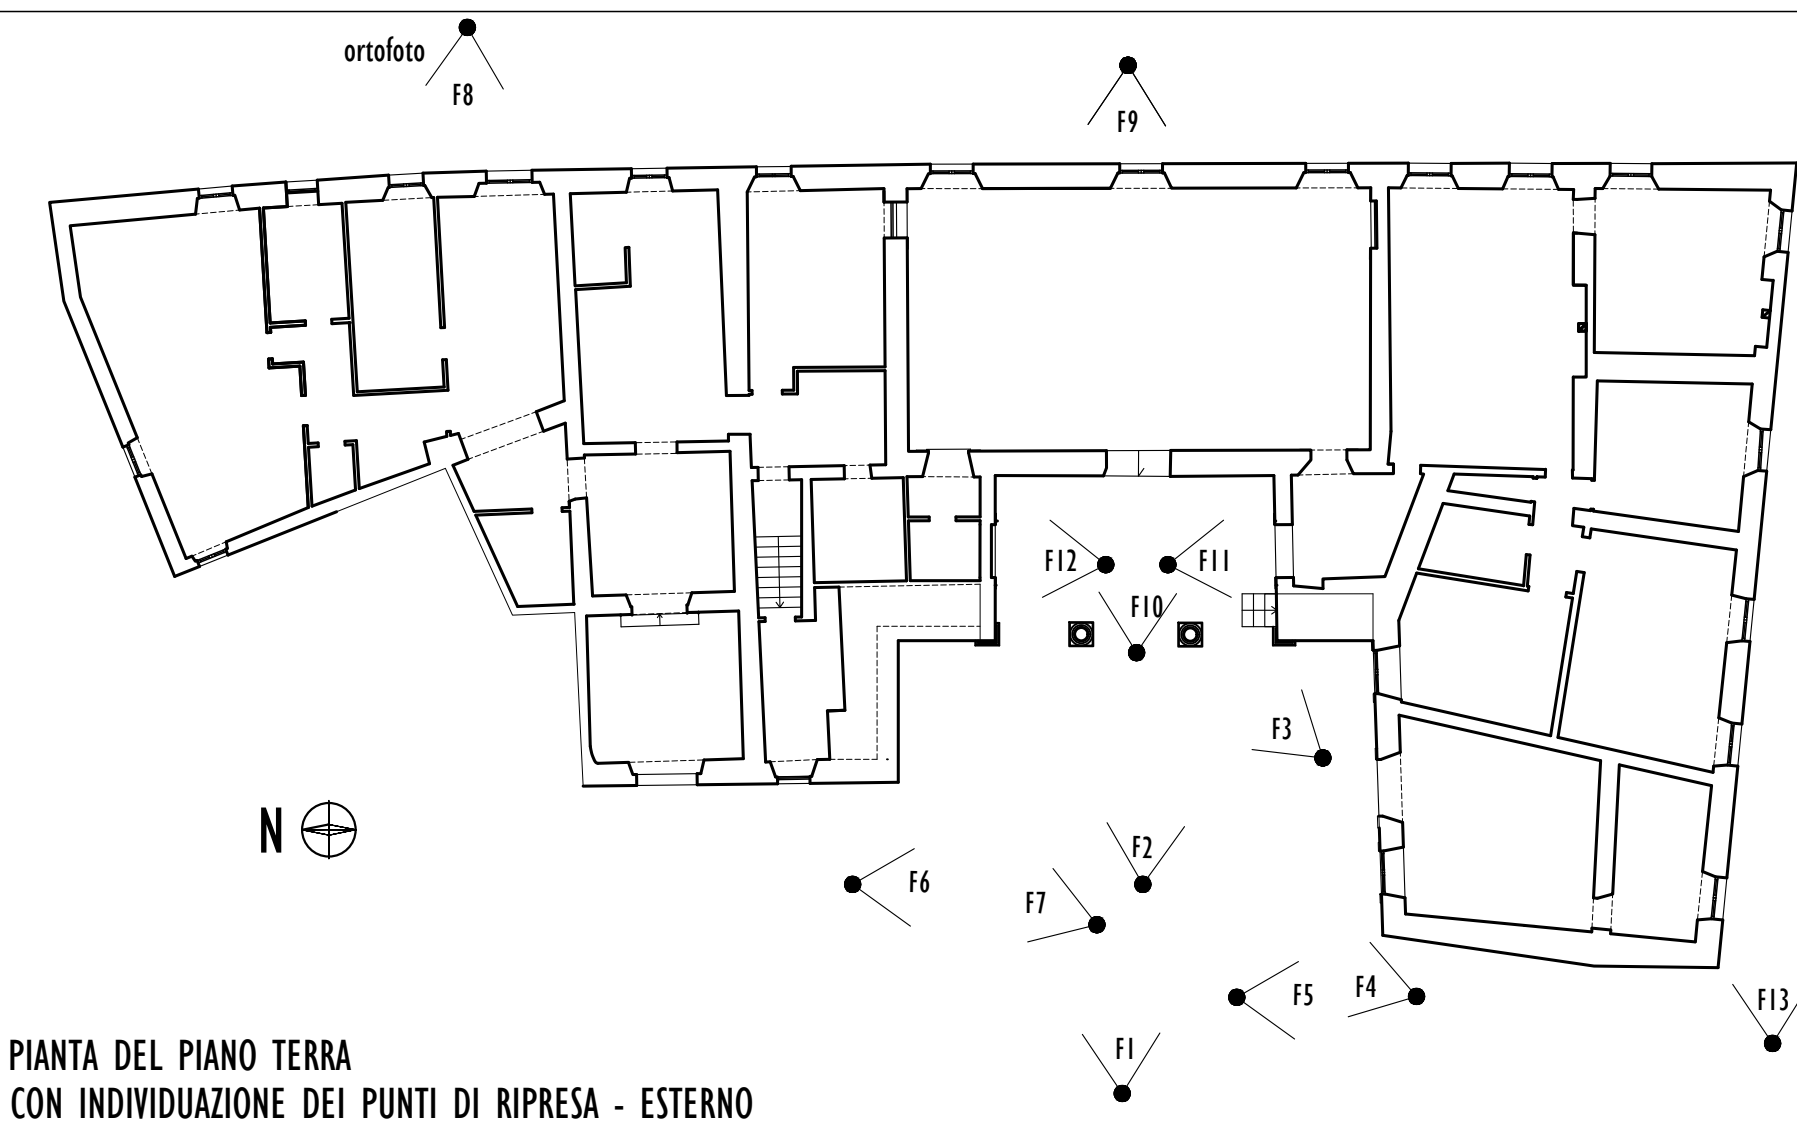 ortofoto
F8
F9
F12
F11
F10
F3
N
F2
F6
F7
F5
F4
F13
F1
PIANTA DEL PIANO TERRA
CON INDIVIDUAZIONE DEI PUNTI DI RIPRESA - ESTERNO